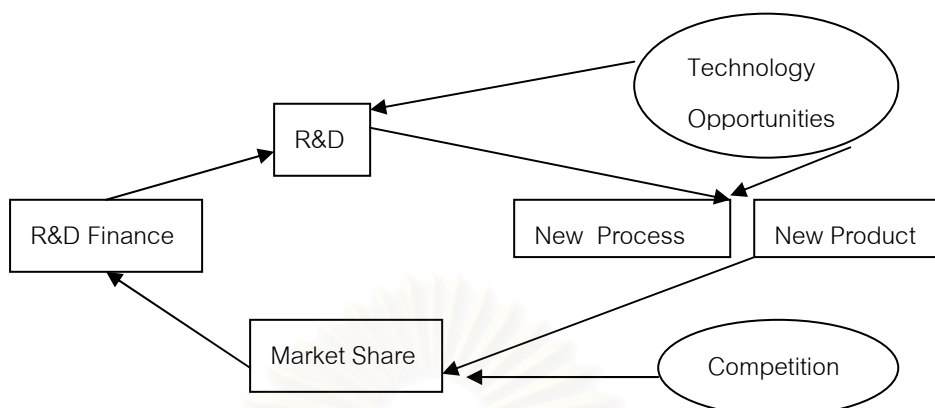 Technology
Opportunities
R&D
R&D Finance
New  Process
New Product
Market Share
Competition